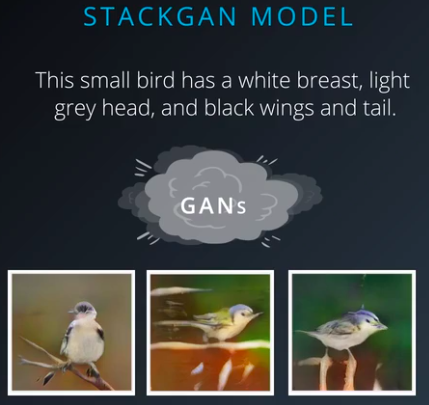 STACKGAN MODEL
This small bird has a white breast, light
grey head, and black wings and tail.
GANs